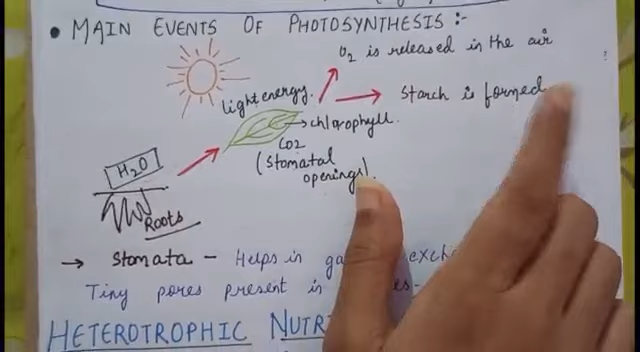 • MAIN EVENTS OF PHOTOSYNTHESIS :-
O2 is released in the air
light energy.
Starch is formed
→ chlorophyll.
CO2
(Stomatal
openings).
H2O
Roots
→ Stomata - Helps in
Tiny pores present in
HETEROTROPHIC